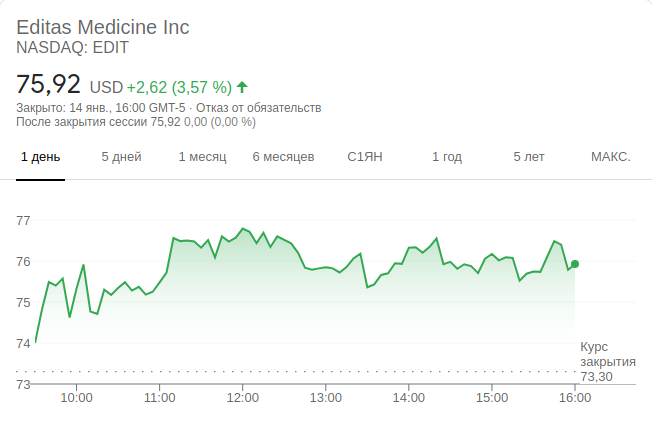 Editas Medicine Inc
NASDAQ: EDIT
75,92 USD +2,62 (3,57 %)
Закрыто: 14 янв., 16:00 GMT-5 · Отказ от обязательств
После закрытия сессии 75,92 0,00 (0,00 %)
1 день 5 дней 1 месяц 6 месяцев С1ЯН 1 год 5 лет МАКС.
77
76
75
74
Курс
закрытия
73,30
73
10:00 11:00 12:00 13:00 14:00 15:00 16:00